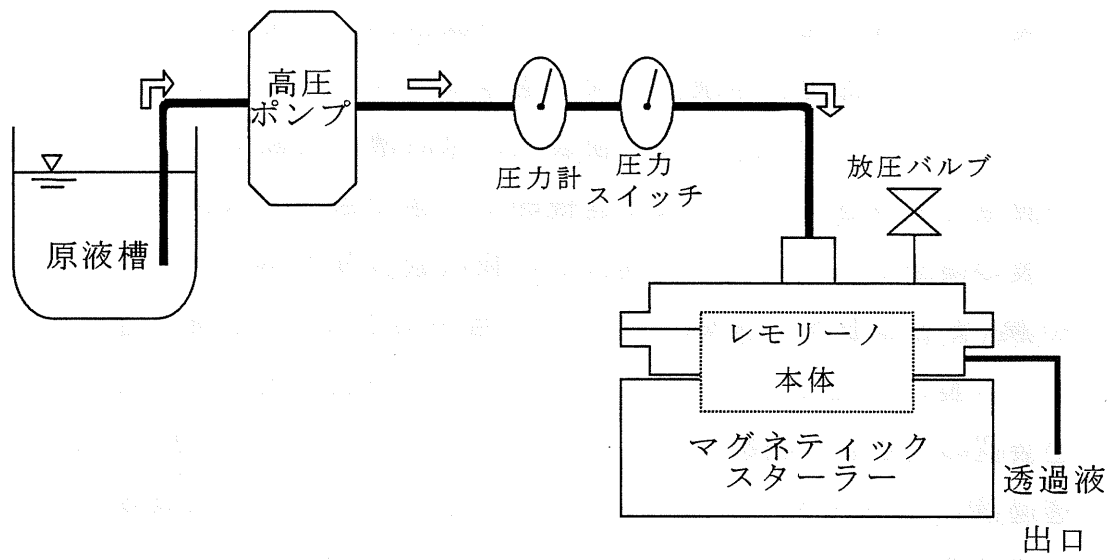 高圧
ポンプ
圧力計
圧力
スイッチ
放圧バルブ
原液槽
レモリーノ
本体
マグネティック
スターラー
透過液
出口